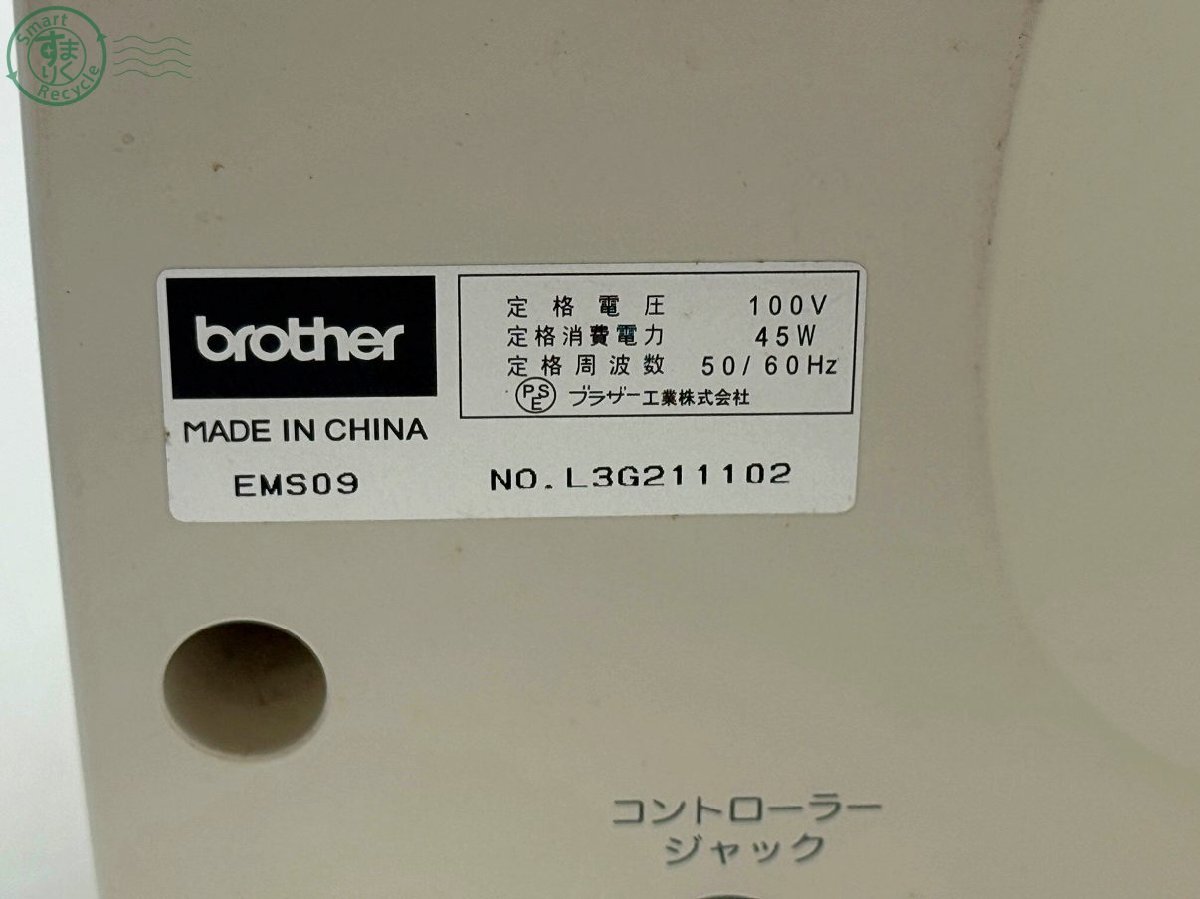 Smart
すまりく
Recycle
brother
MADE IN CHINA
EMS09
定格電圧 100V
定格消費電力 45W
定格周波数 50/60Hz
PSE ブラザー工業株式会社
NO. L3G211102
コントローラー
ジャック